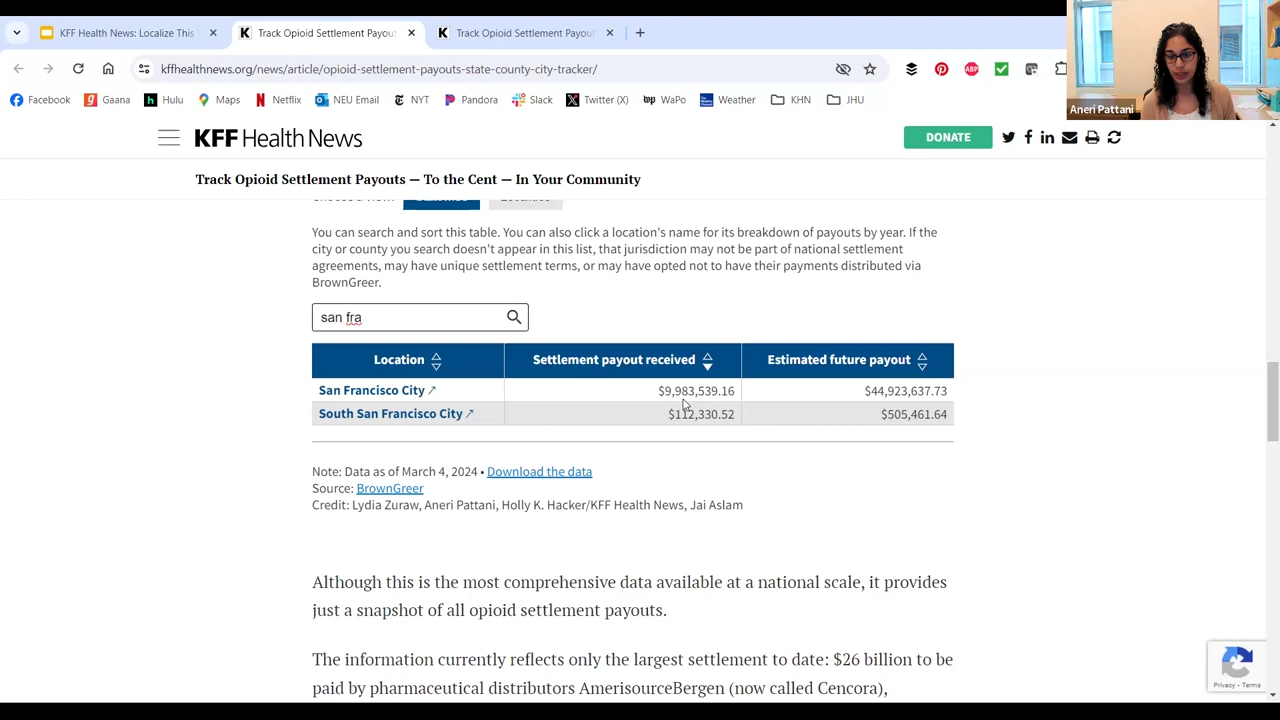 KFF Health News: Localize This
Track Opioid Settlement Payou
Track Opioid Settlement Payou
kffhealthnews.org/news/article/opioid-settlement-payouts-state-county-city-tracker/
ABP
Facebook
Gaana
Hulu
Maps
Netflix
NEU Email
NYT
Pandora
Slack
Twitter (X)
WaPo
Weather
KHN
JHU
Aneri Pattani
KFF Health News
DONATE
Track Opioid Settlement Payouts — To the Cent — In Your Community
You can search and sort this table. You can also click a location's name for its breakdown of payouts by year. If the
city or county you search doesn't appear in this list, that jurisdiction may not be part of national settlement
agreements, may have unique settlement terms, or may have opted not to have their payments distributed via
BrownGreer.
san fra
Location Settlement payout received Estimated future payout
San Francisco City ↗ $9,983,539.16 $44,923,637.73
South San Francisco City ↗ $112,330.52 $505,461.64
Note: Data as of March 4, 2024 • Download the data
Source: BrownGreer
Credit: Lydia Zuraw, Aneri Pattani, Holly K. Hacker/KFF Health News, Jai Aslam
Although this is the most comprehensive data available at a national scale, it provides
just a snapshot of all opioid settlement payouts.
The information currently reflects only the largest settlement to date: $26 billion to be
paid by pharmaceutical distributors AmerisourceBergen (now called Cencora),
Privacy - Terms